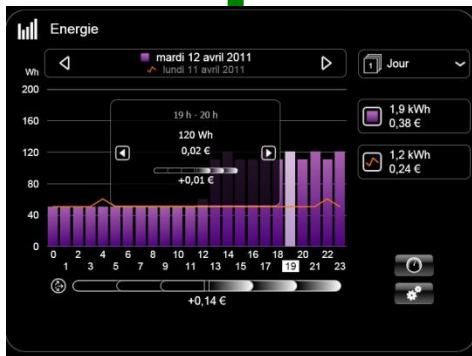 Energie
mardi 12 avril 2011
lundi 11 avril 2011
Jour
1
Wh
200
160
120
80
40
0
19 h - 20 h
120 Wh
0,02 €
+0,01 €
1,9 kWh
0,38 €
1,2 kWh
0,24 €
0 2 4 6 8 10 12 14 16 18 20 22
1 3 5 7 9 11 13 15 17 19 21 23
+0,14 €